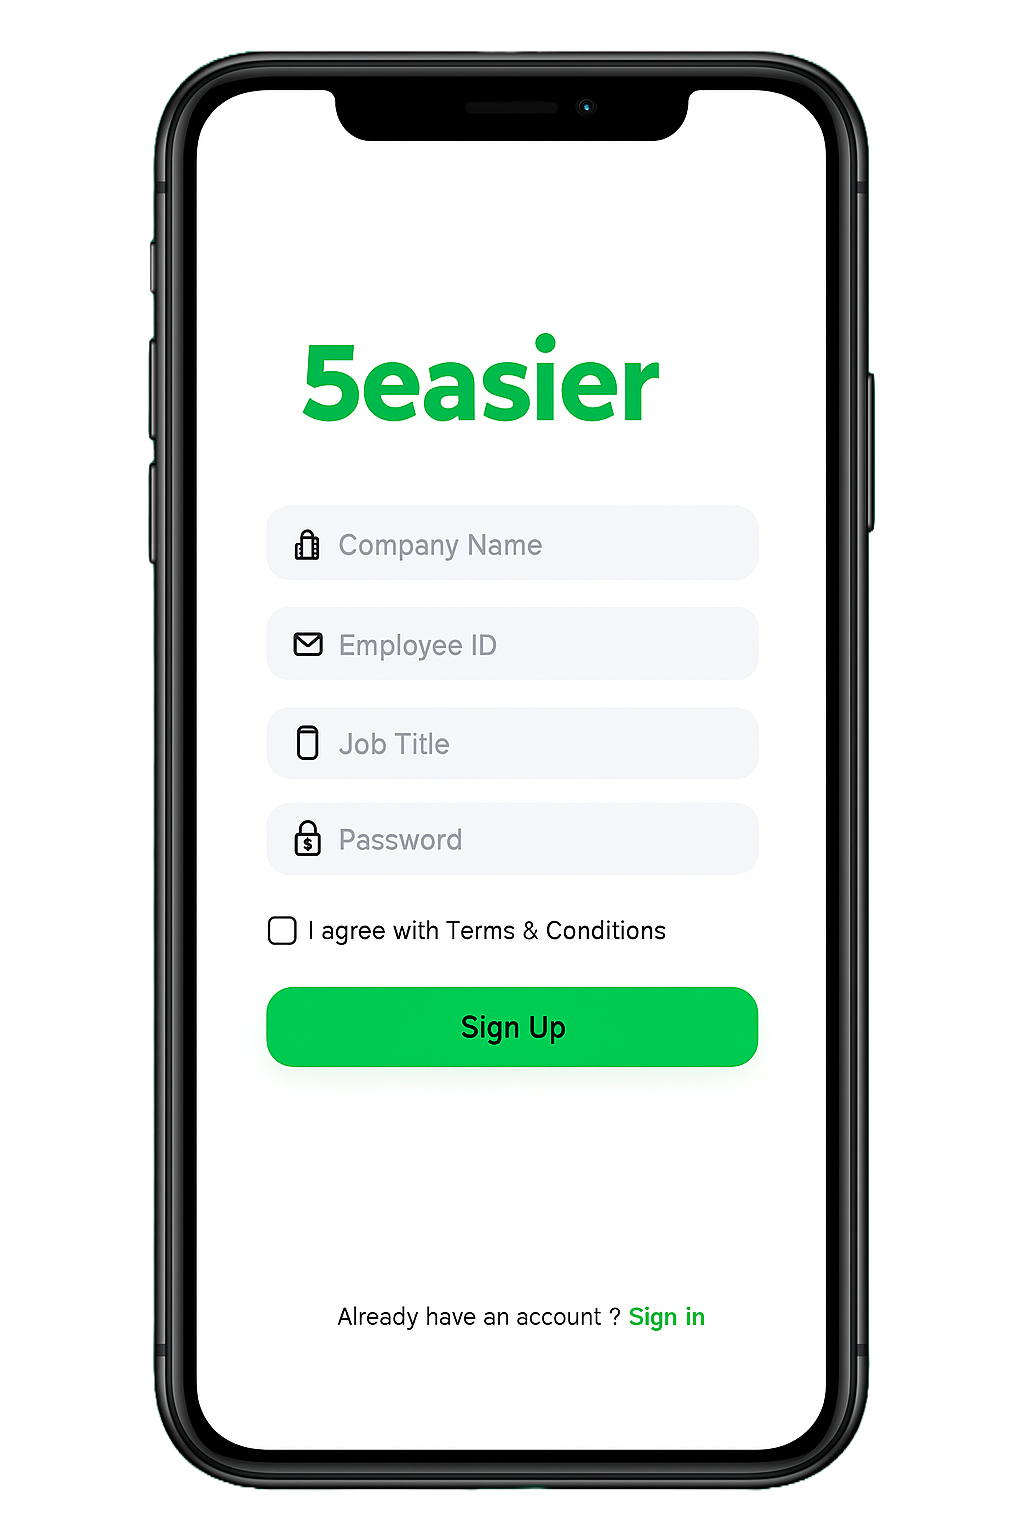 5easier
Company Name
Employee ID
Job Title
$ Password
I agree with Terms & Conditions
Sign Up
Already have an account ? Sign in